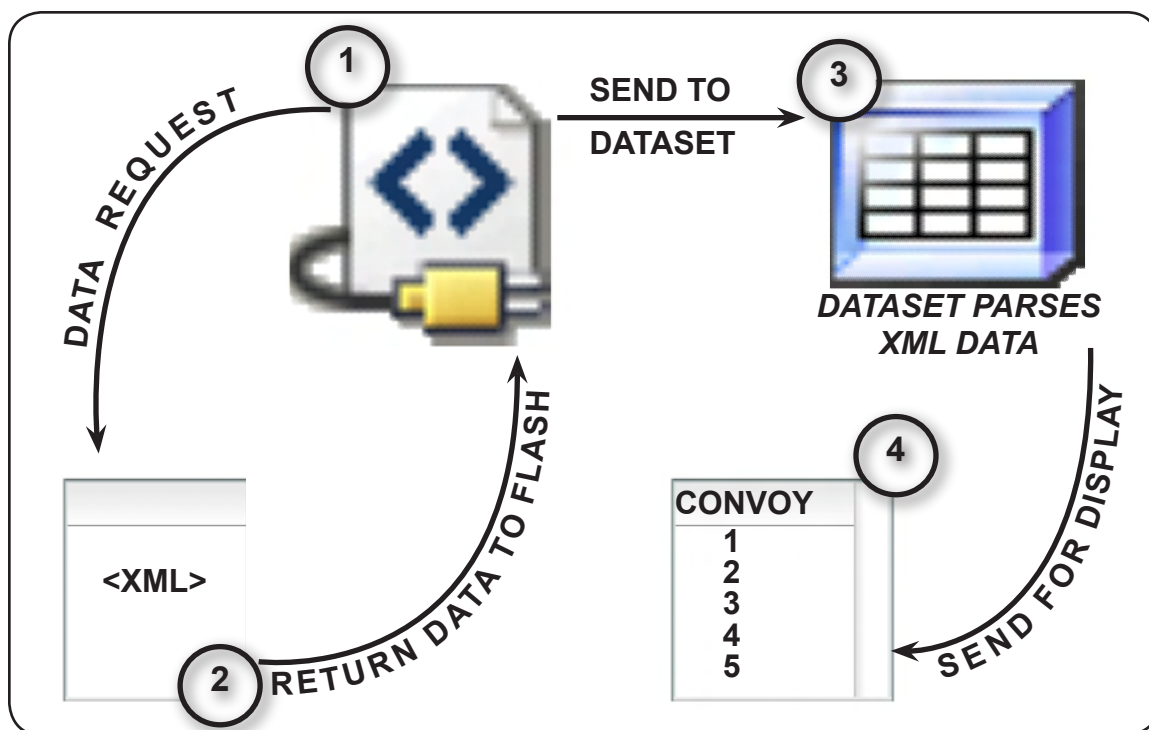 1
DATA REQUEST
SEND TO
DATASET
3
DATASET PARSES
XML DATA
<XML>
2
RETURN DATA TO FLASH
4
CONVOY
1
2
3
4
5
SEND FOR DISPLAY